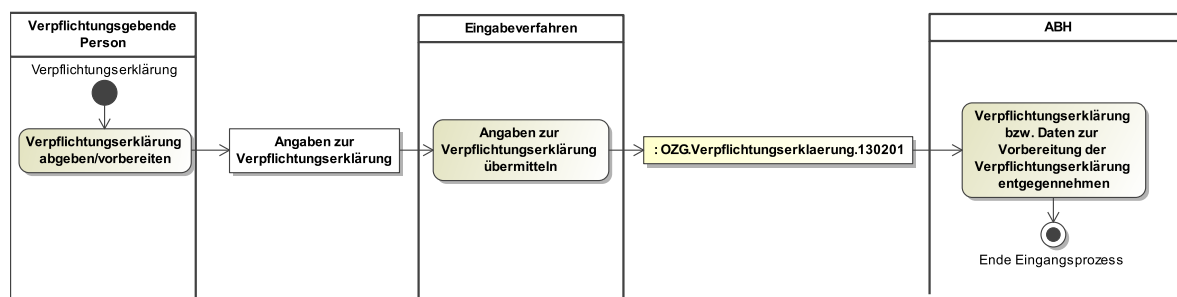 Verpflichtungsgebende
Person
Verpflichtungserklärung
Verpflichtungserklärung
abgeben/vorbereiten
Angaben zur
Verpflichtungserklärung
Eingabeverfahren
Angaben zur
Verpflichtungserklärung
übermitteln
: OZG.Verpflichtungserklaerung.130201
ABH
Verpflichtungserklärung
bzw. Daten zur
Vorbereitung der
Verpflichtungserklärung
entgegennehmen
Ende Eingangsprozess